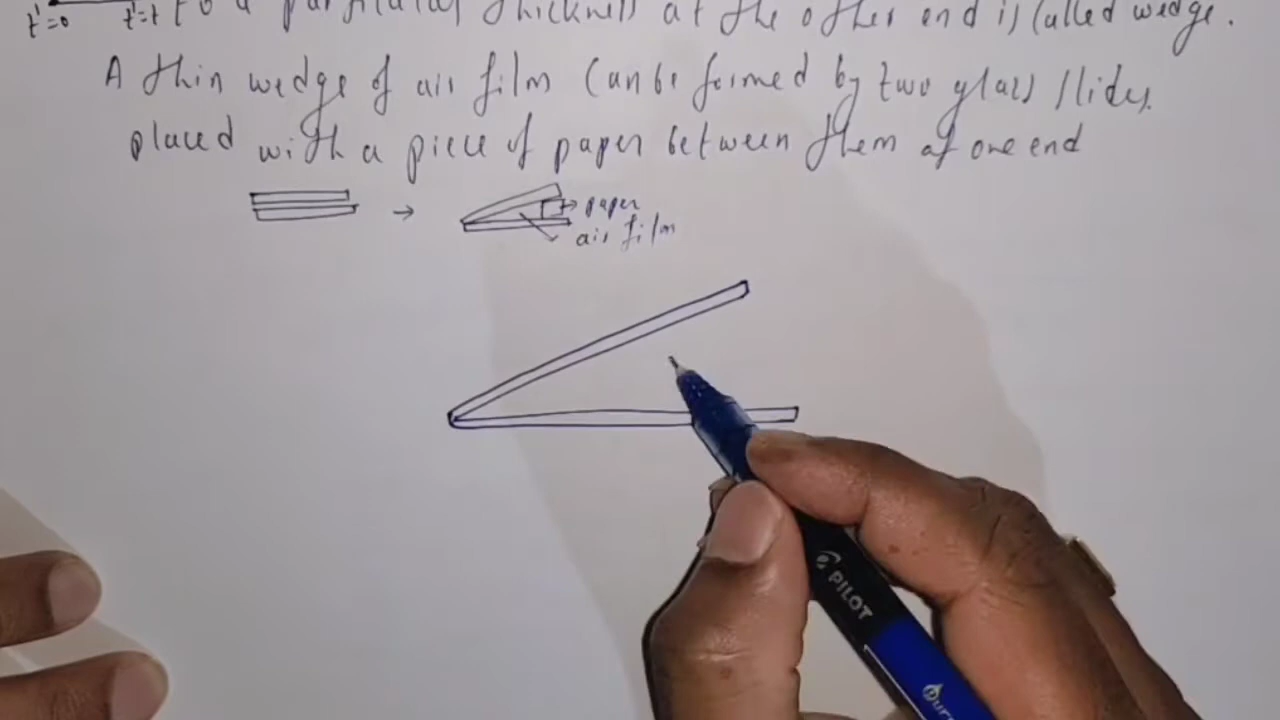 t'=0 t'=t to a particular thickness at the other end is called wedge.
A thin wedge of air film can be formed by two glass slides
placed with a piece of paper between them at one end
→ → paper
air film
PILOT